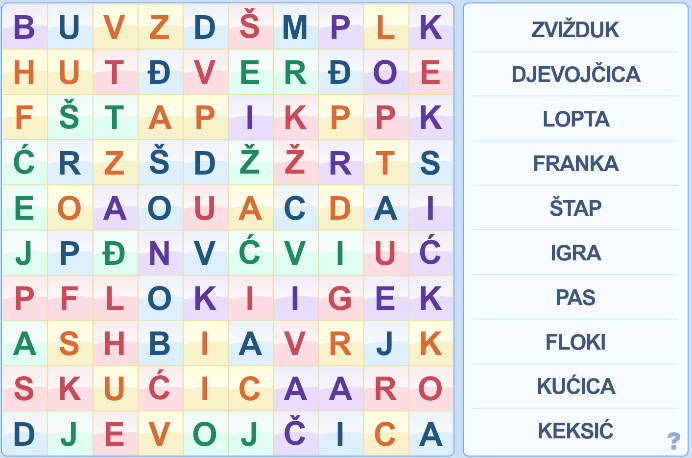 B U V Z D Š M P L K
H U T Đ V E R Đ O E
F Š T A P I K P P K
Ć R Z Š D Ž Ž R T S
E O A O U A C D A I
J P Đ N V Ć V I U Ć
P F L O K I I G E K
A S H B I A V R J K
S K U Ć I C A A R O
D J E V O J Č I C A
ZVIŽDUK
DJEVOJČICA
LOPTA
FRANKA
ŠTAP
IGRA
PAS
FLOKI
KUĆICA
KEKSIĆ
?